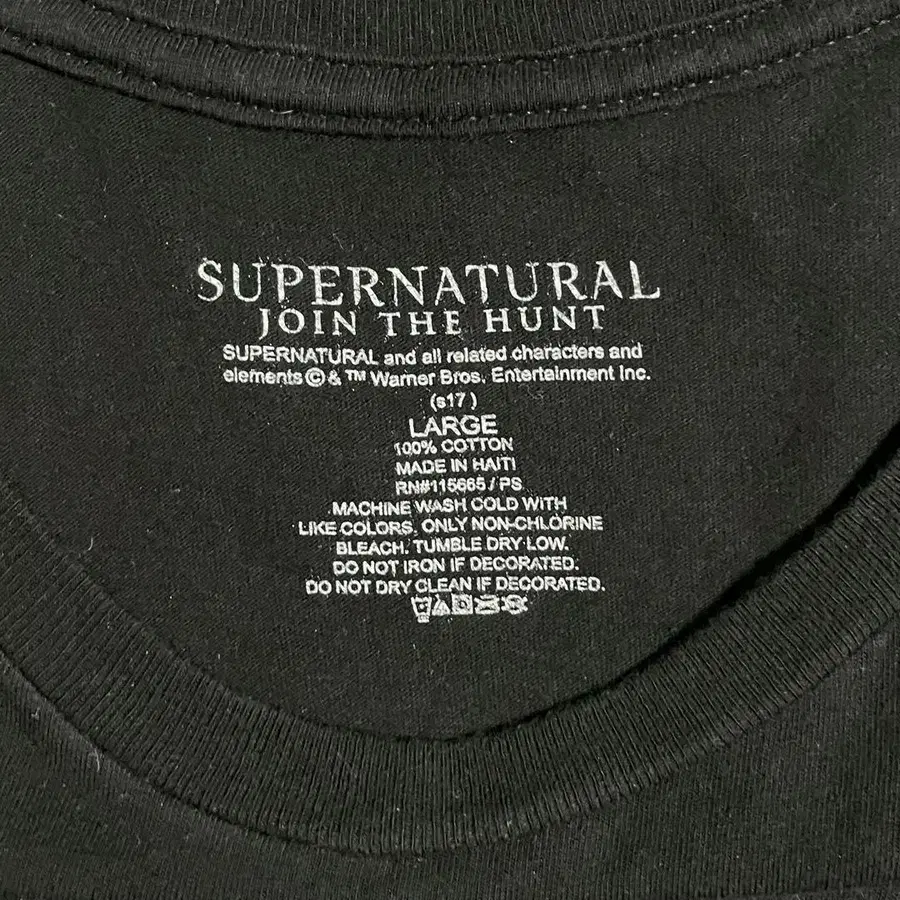 SUPERNATURAL
JOIN THE HUNT
SUPERNATURAL and all related characters and
elements © & ™ Warner Bros. Entertainment Inc.
(s17)
LARGE
100% COTTON
MADE IN HAITI
RN#115665 / PS
MACHINE WASH COLD WITH
LIKE COLORS, ONLY NON-CHLORINE
BLEACH. TUMBLE DRY LOW.
DO NOT IRON IF DECORATED.
DO NOT DRY CLEAN IF DECORATED.